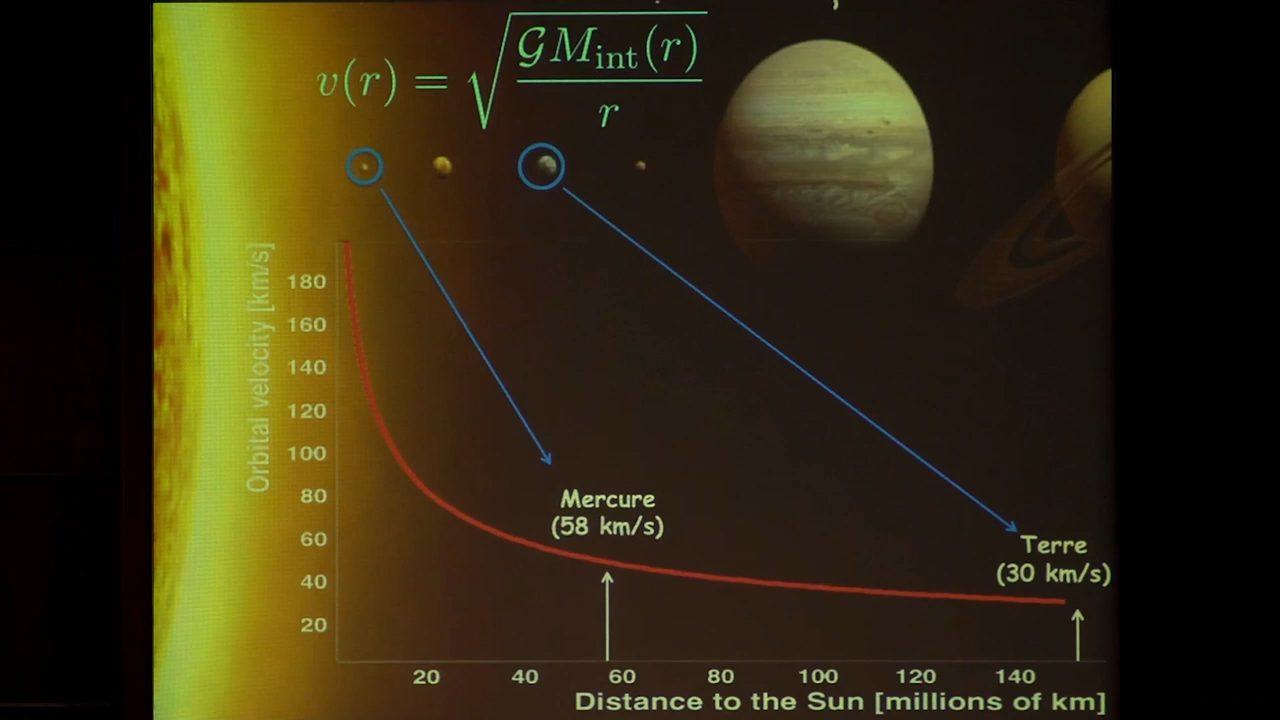 v(r) = √(𝒢M_int(r)/r)
Orbital velocity [km/s]
180
160
140
120
100
80
60
40
20
Mercure
(58 km/s)
Terre
(30 km/s)
20 40 60 80 100 120 140
Distance to the Sun [millions of km]